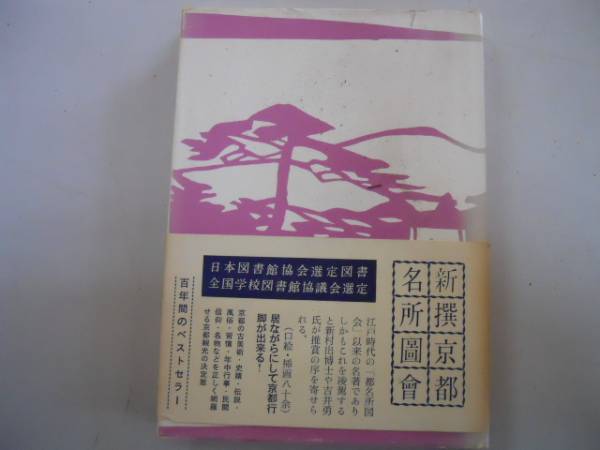 新撰京都
名所圖會
日本図書館協会選定図書
全国学校図書館協議会選定
江戸時代の「都名所図
会」以来の名著であり
しかもこれを凌駕する
と新村出博士や吉井勇
氏が推賞の序を寄せら
れる。
（口絵・挿画八十余）
居ながらにして京都行
脚が出来る！
京都の古美術・史蹟・伝説・
風俗・習慣・年中行事・民間
信仰・名物などを正しく網羅
せる京都観光の決定版
百年間のベストセラー